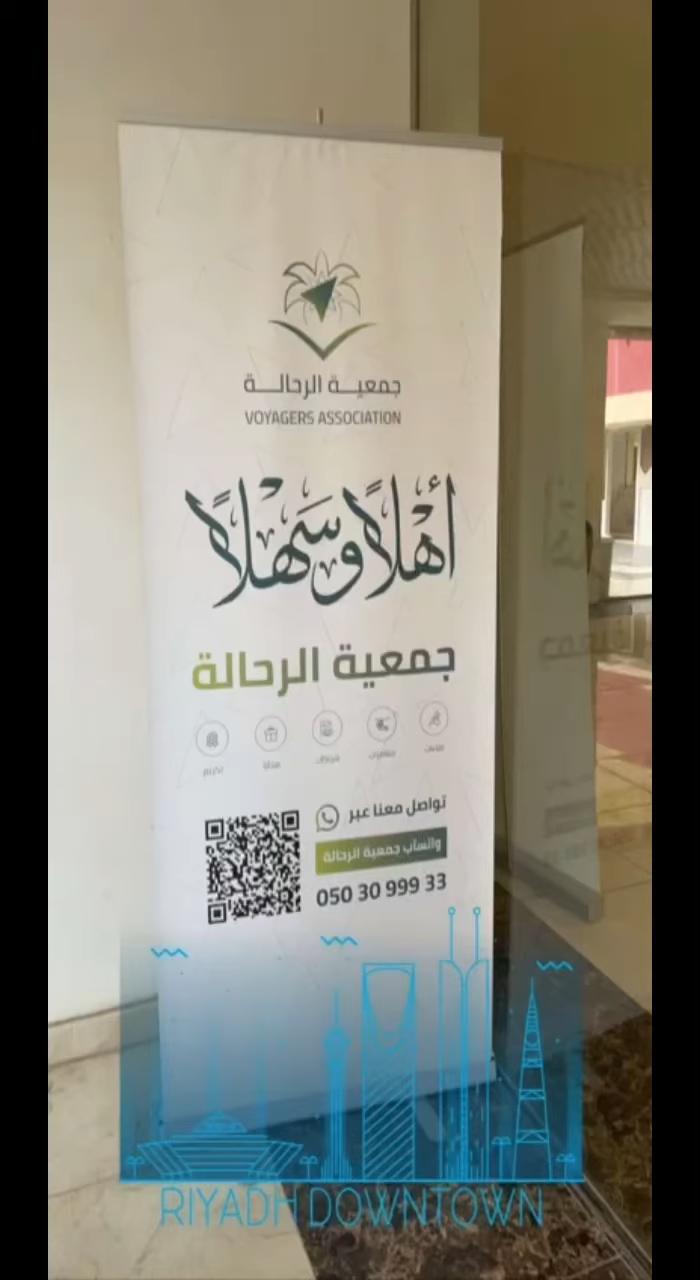 جمعية الرحالة
VOYAGERS ASSOCIATION
أهلاً وسهلاً
جمعية الرحالة
تكريم
تواصل معنا عبر
واتساب جمعية الرحالة
050 30 999 33
RIYADH DOWNTOWN